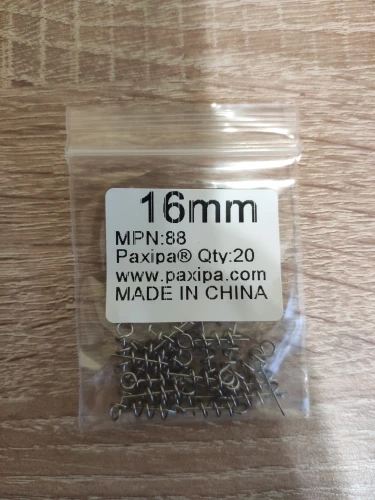 16mm
MPN:88
Paxipa® Qty:20
www.paxipa.com
MADE IN CHINA